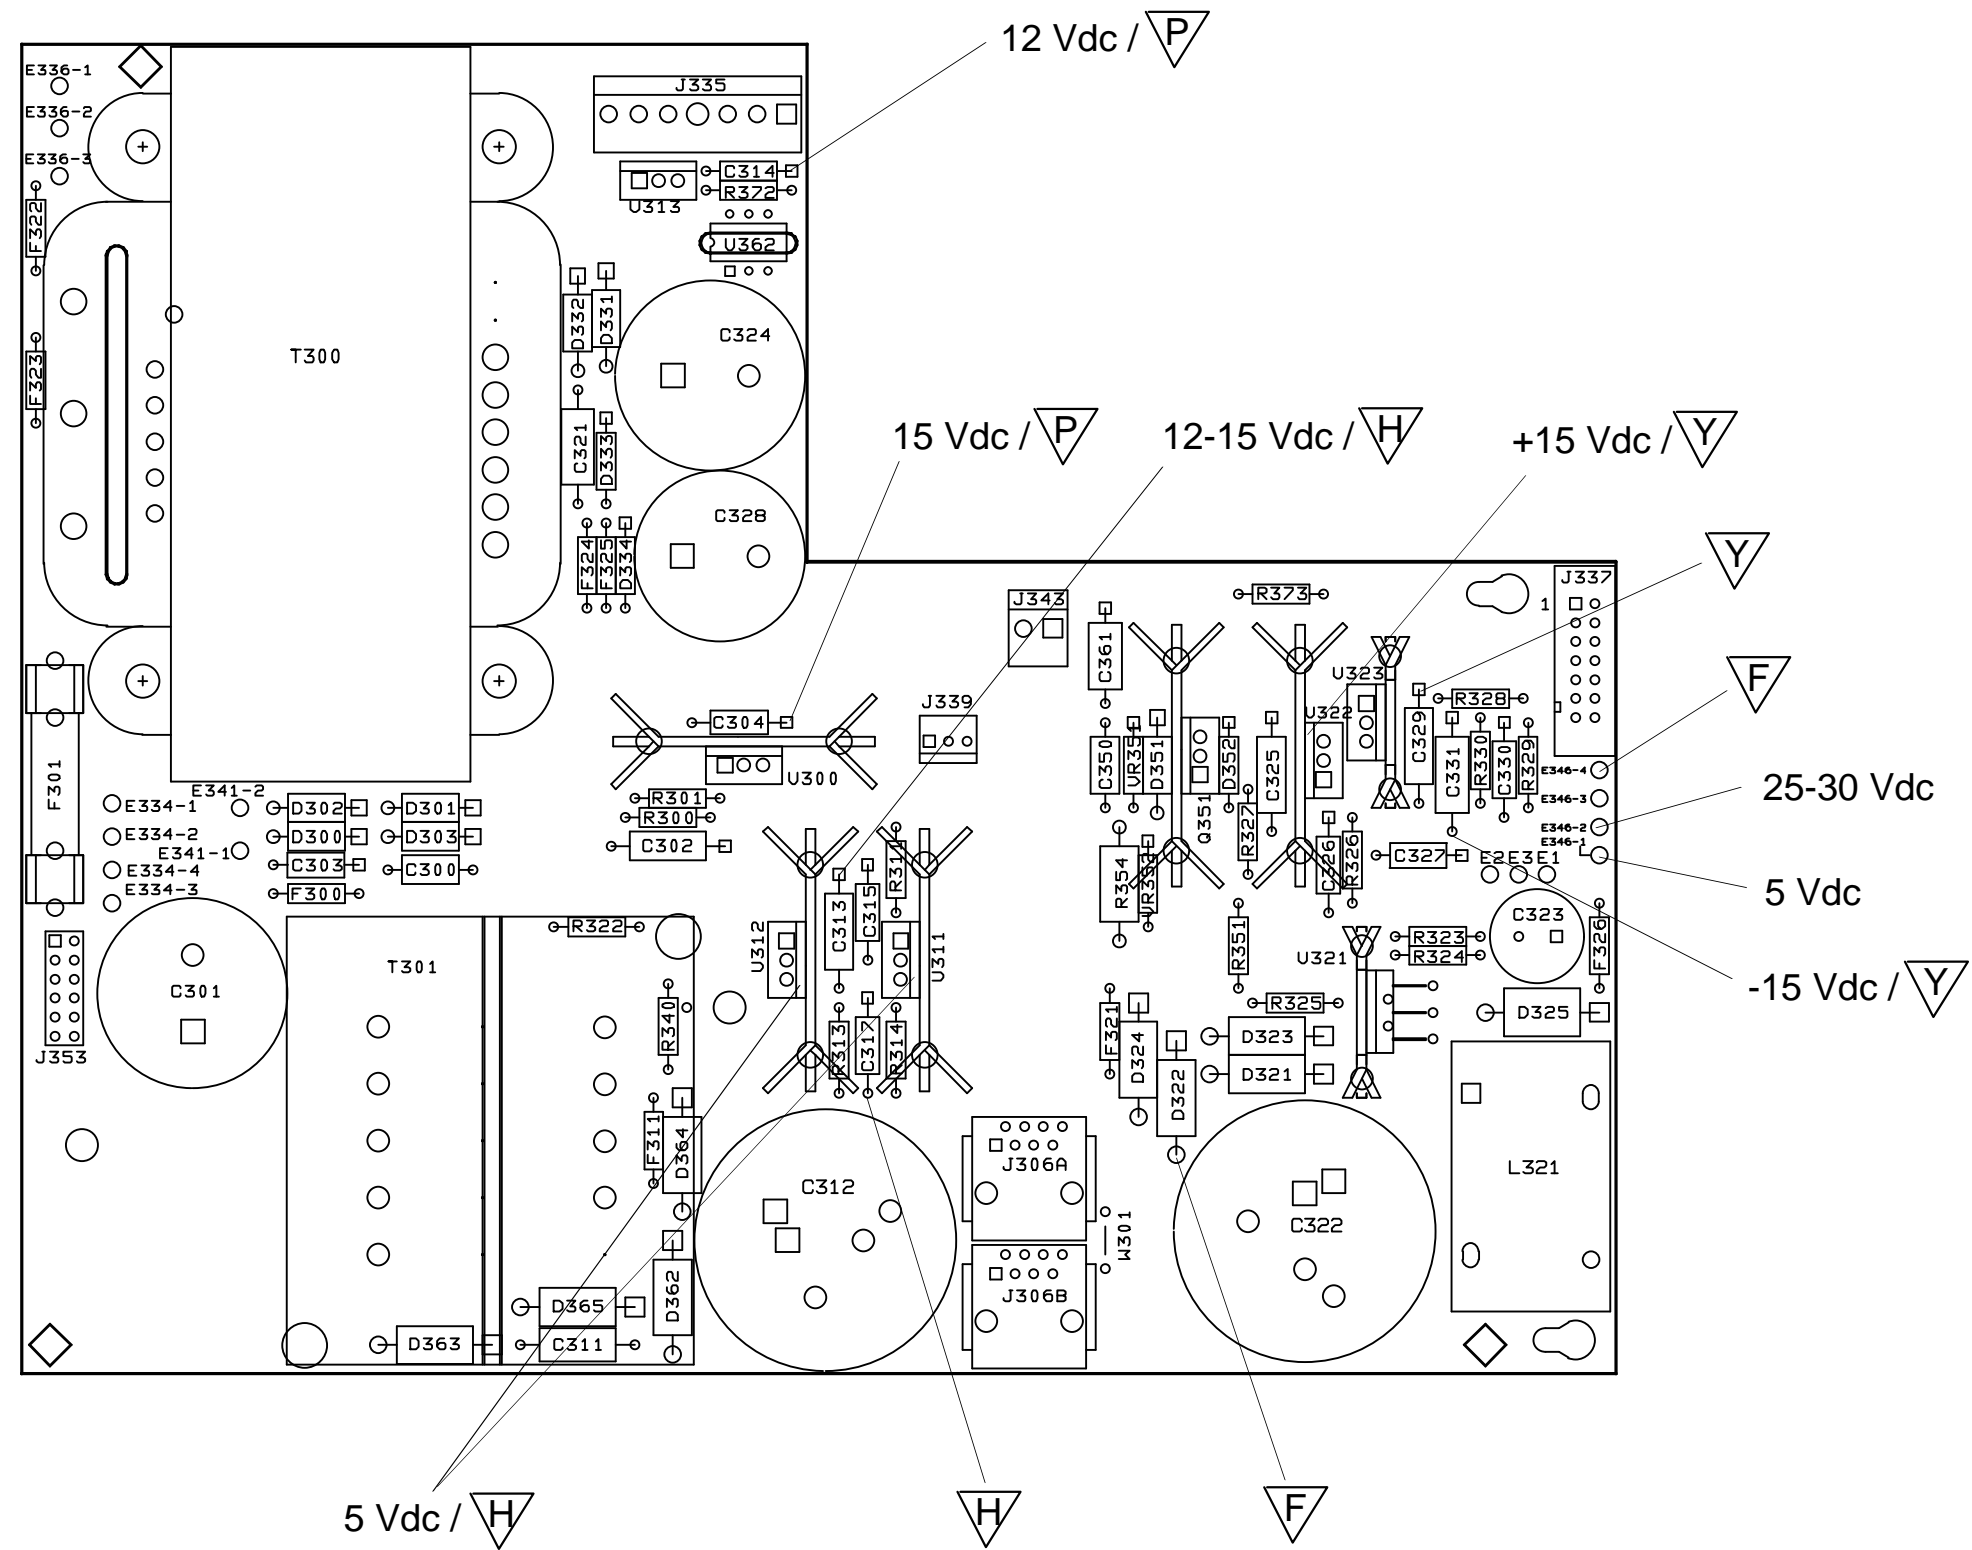 12 Vdc / P
E336-1
J335
E336-2
E336-3
C314
R372
U313
F322
U362
D332
D331
C324
T300
F323
C321
D333
15 Vdc / P
12-15 Vdc / H
+15 Vdc / Y
C328
F324
F325
D334
Y
J337
1
R373
J343
C361
U323
F
R328
J339
U322
C304
C329
C350
VR351
D351
D352
C325
C331
R330
C330
R329
U300
E346-4
F301
E341-2
E334-1
D302
D301
R301
E346-3
25-30 Vdc
Q351
R300
R327
E334-2
D300
D303
E346-2
E346-1
E341-1
C302
C326
R326
C327
E2E3E1
E334-4
C303
C300
R317
R354
VR352
5 Vdc
E334-3
F300
C313
C315
C323
R322
U312
U311
R351
R323
F326
R324
T301
U321
-15 Vdc / Y
C301
R340
R325
D325
J353
R313
C317
R314
F321
D324
D323
D321
D322
F311
D364
J306A
L321
C312
W301
C322
D362
J306B
D365
D363
C311
5 Vdc / H
H
F